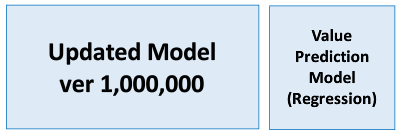 Updated Model
ver 1,000,000
Value
Prediction
Model
(Regression)